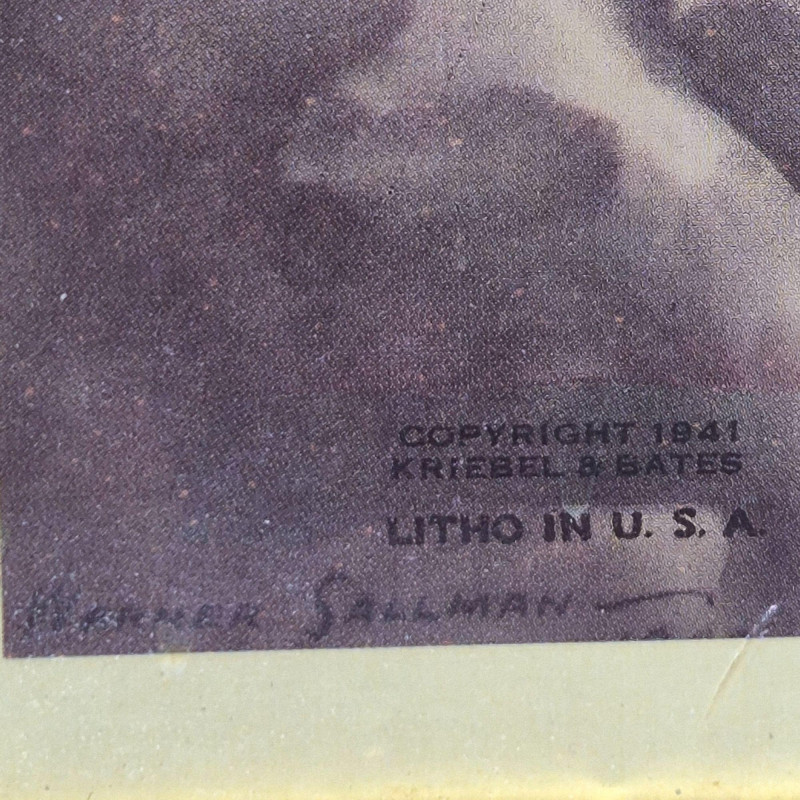 COPYRIGHT 1941
KRIEBEL & BATES
LITHO IN U. S. A.
WARNER SALLMAN